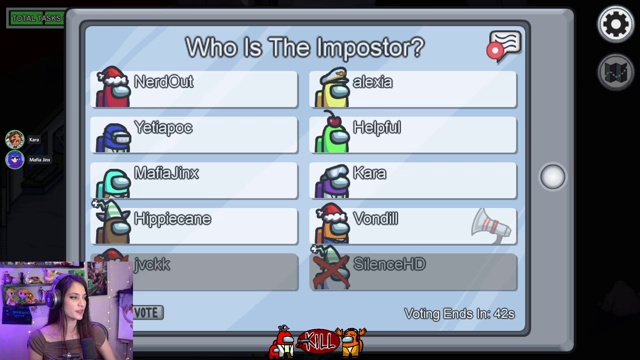 TOTAL TASKS
Who Is The Impostor?
NerdOut
alexia
Yetiapoc
Helpful
MafiaJinx
Kara
Hippiecane
Vondill
jvckk
SilenceHD
Kara
Mafia Jinx
VOTE
Voting Ends In: 42s
KILL